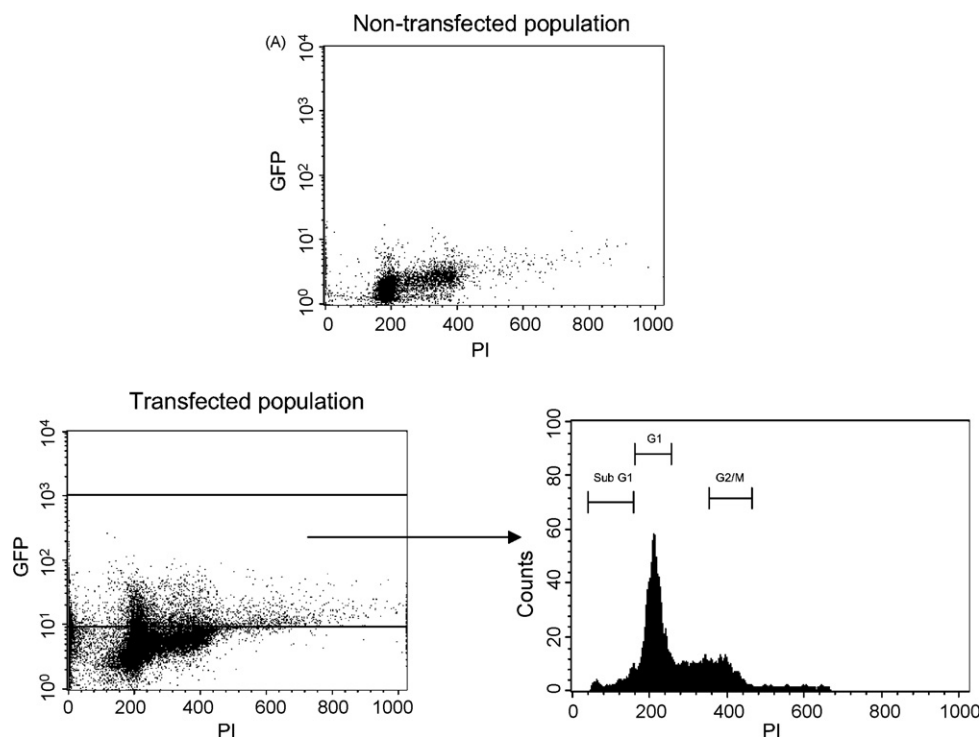 Non-transfected population
(A)
10^4
10^3
10^2
10^1
10^0
GFP
0 200 400 600 800 1000
PI
Transfected population
10^4
10^3
10^2
10^1
10^0
GFP
0 200 400 600 800 1000
PI
100
80
60
40
20
0
Counts
G1
Sub G1
G2/M
0 200 400 600 800 1000
PI